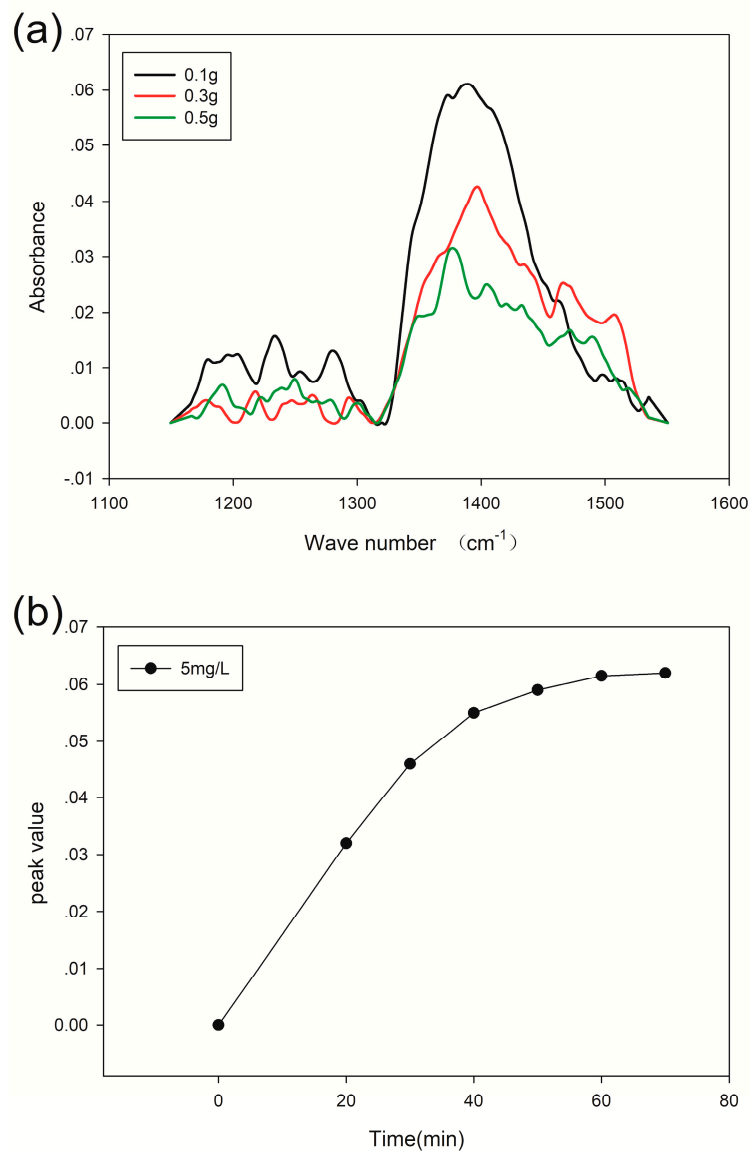 (a)
.07
.06
.05
.04
.03
.02
.01
0.00
-.01
Absorbance
0.1g
0.3g
0.5g
1100 1200 1300 1400 1500 1600
Wave number （cm⁻¹）
(b)
.07
.06
.05
.04
.03
.02
.01
0.00
peak value
5mg/L
0 20 40 60 80
Time(min)